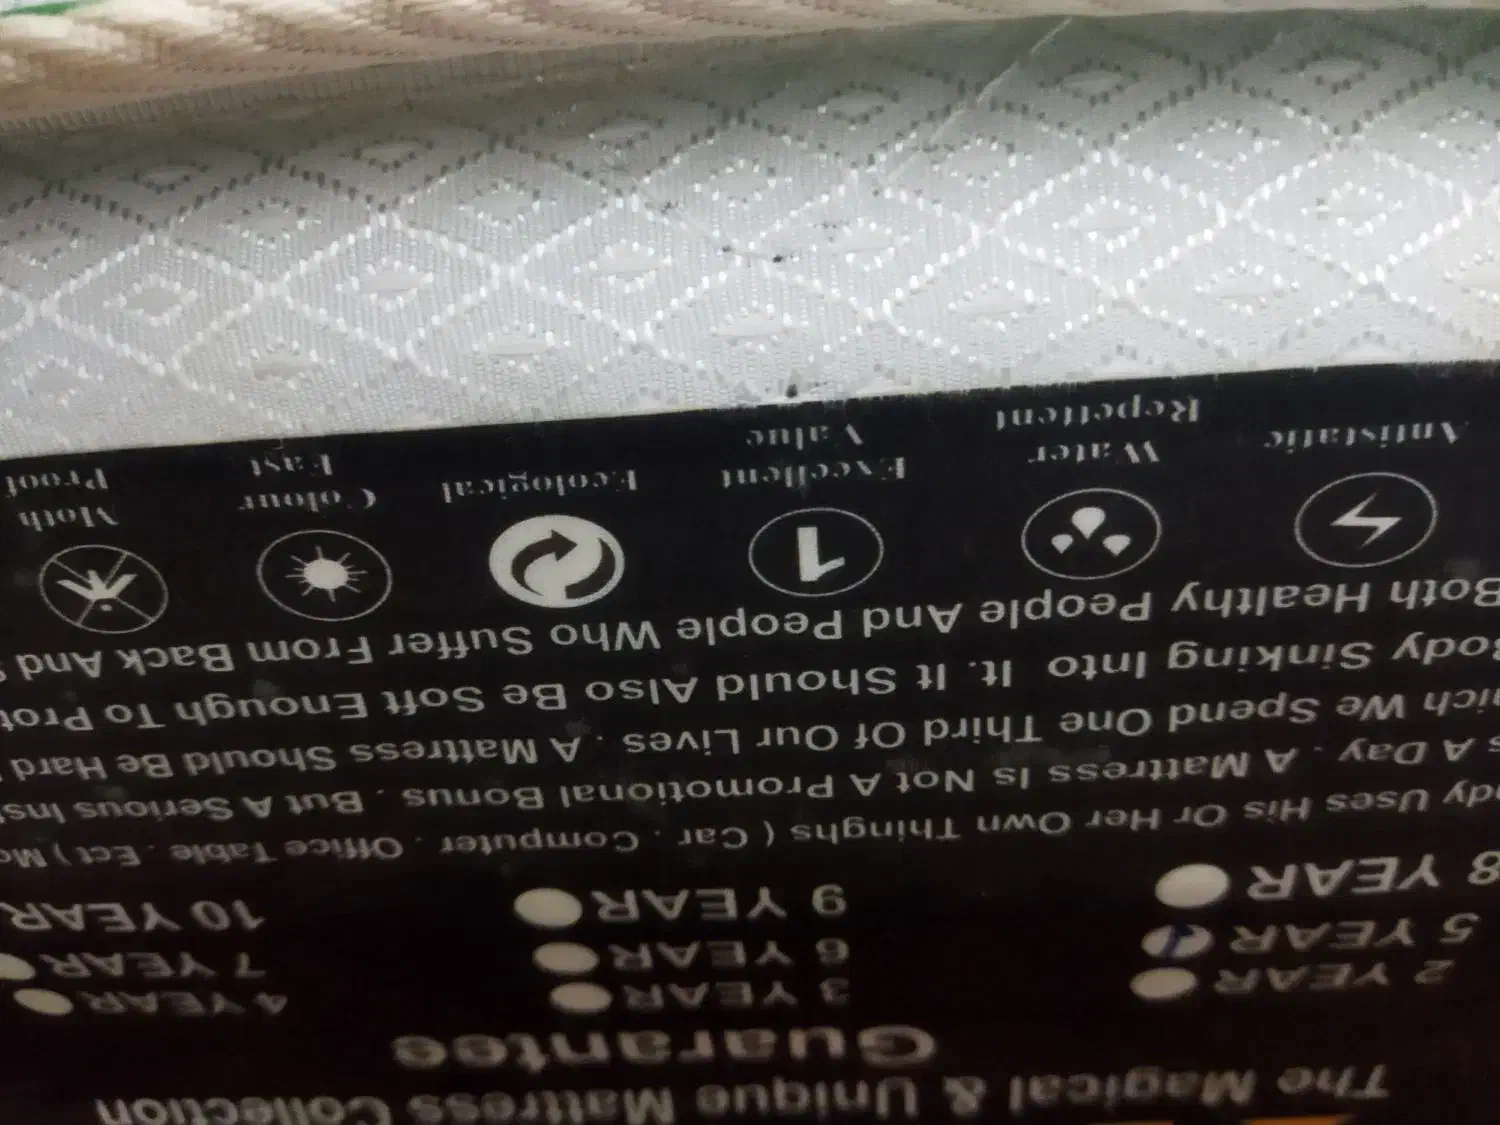 The Magical & Unique Mattress Collection
Guarantee
2 YEAR 3 YEAR 4 YEAR
5 YEAR 6 YEAR 7 YEAR
8 YEAR 9 YEAR 10 YEAR
dy Uses His Or Her Own Thinghs ( Car . Computer . Office Table . Ect ) Mo
s A Day . A Mattress Is Not A Promotional Bonus . But A Serious Inst
hich We Spend One Third Of Our Lives . A Mattress Should Be Hard
Body Sinking Into It. It Should Also Be Soft Enough To Prot
Both Healthy People And People Who Suffer From Back And
1
Antistatic
Water
Repettent
Excellent
Value
Ecological
Colour
Fast
Moth
Proof